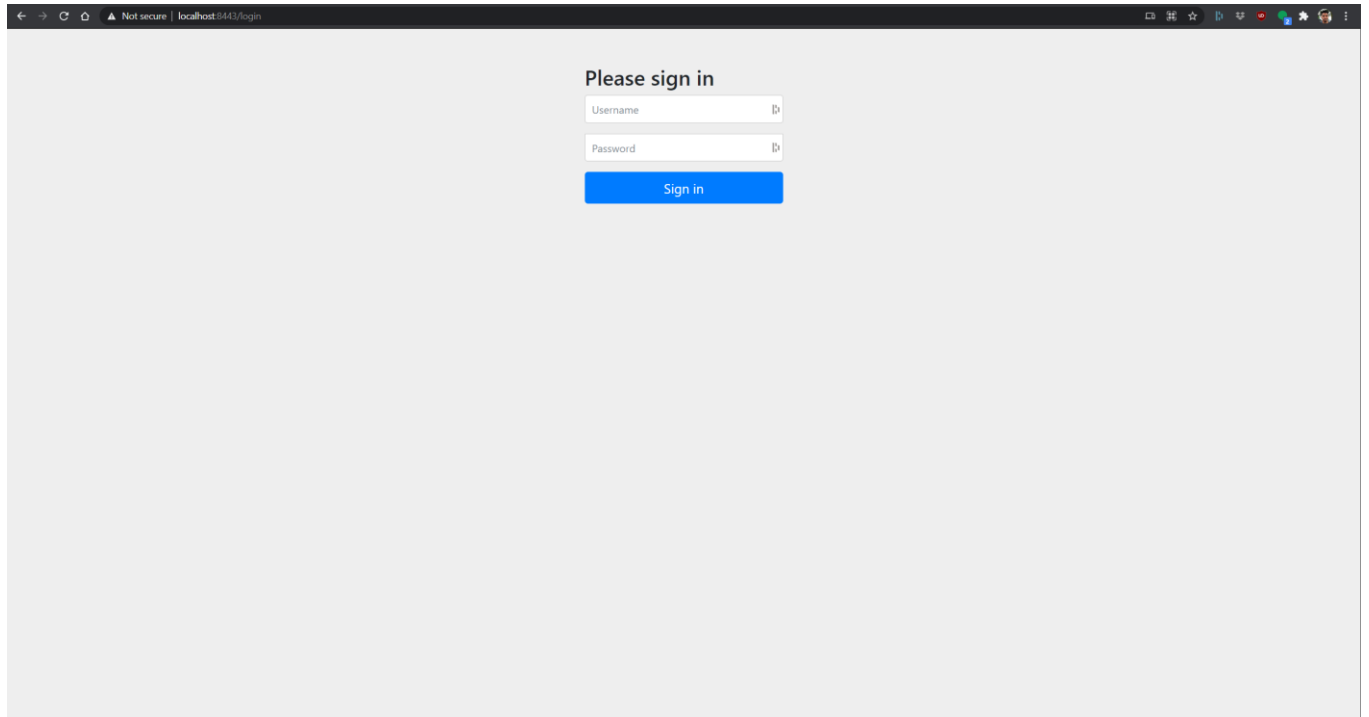 Not secure | localhost:8443/login
Please sign in
Username
Password
Sign in